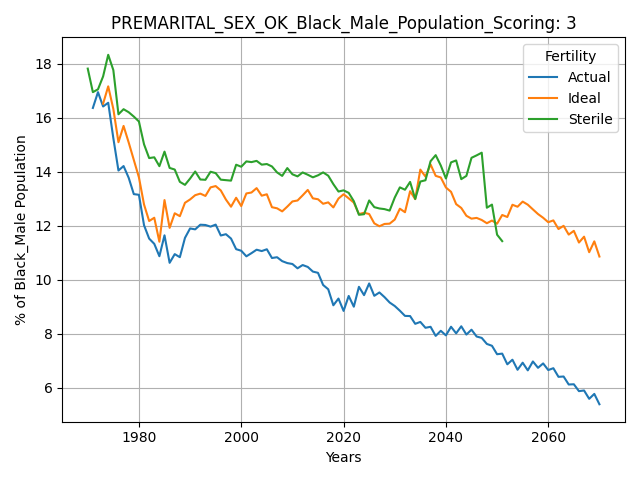 PREMARITAL_SEX_OK_Black_Male_Population_Scoring: 3
Fertility
Actual
Ideal
Sterile
% of Black_Male Population
18
16
14
12
10
8
6
1980 2000 2020 2040 2060
Years